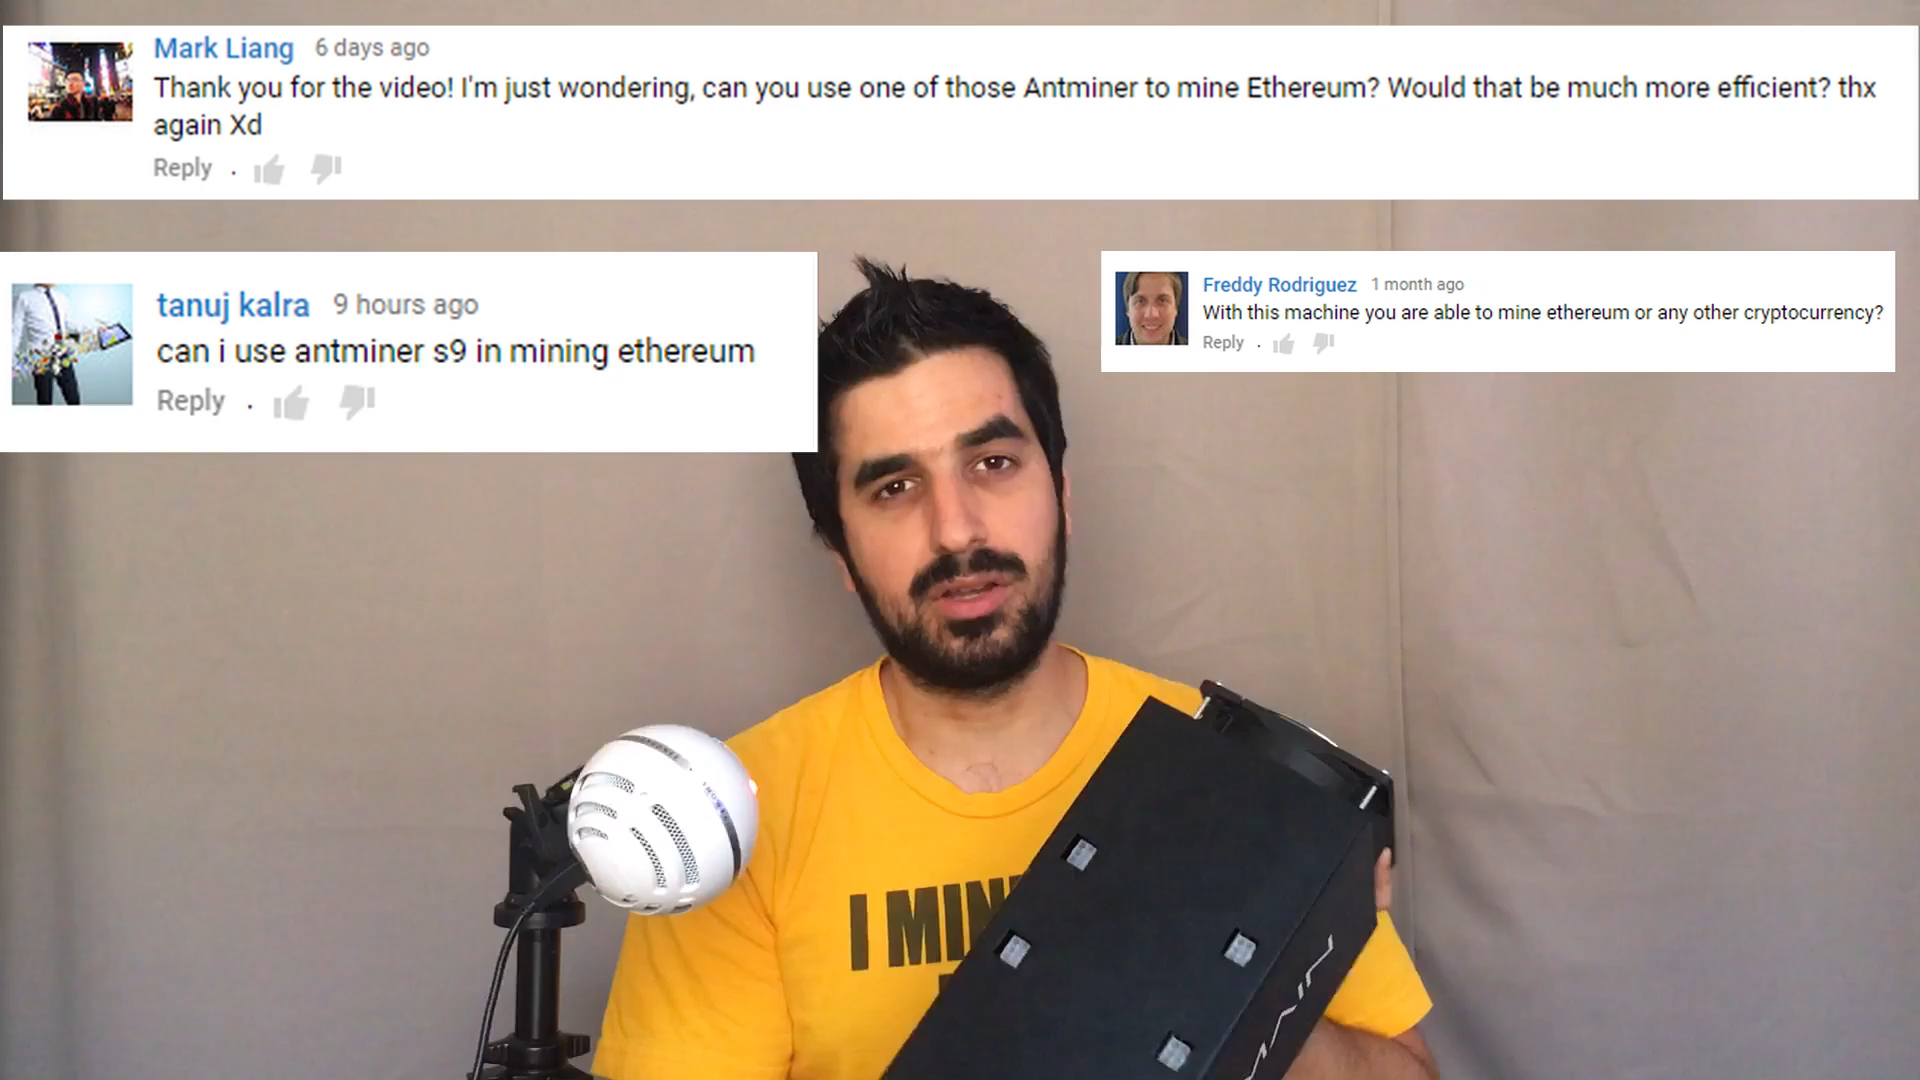 Mark Liang 6 days ago
Thank you for the video! I'm just wondering, can you use one of those Antminer to mine Ethereum? Would that be much more efficient? thx
again Xd
Reply .
tanuj kalra 9 hours ago
can i use antminer s9 in mining ethereum
Reply .
Freddy Rodriguez 1 month ago
With this machine you are able to mine ethereum or any other cryptocurrency?
Reply .
I MIN